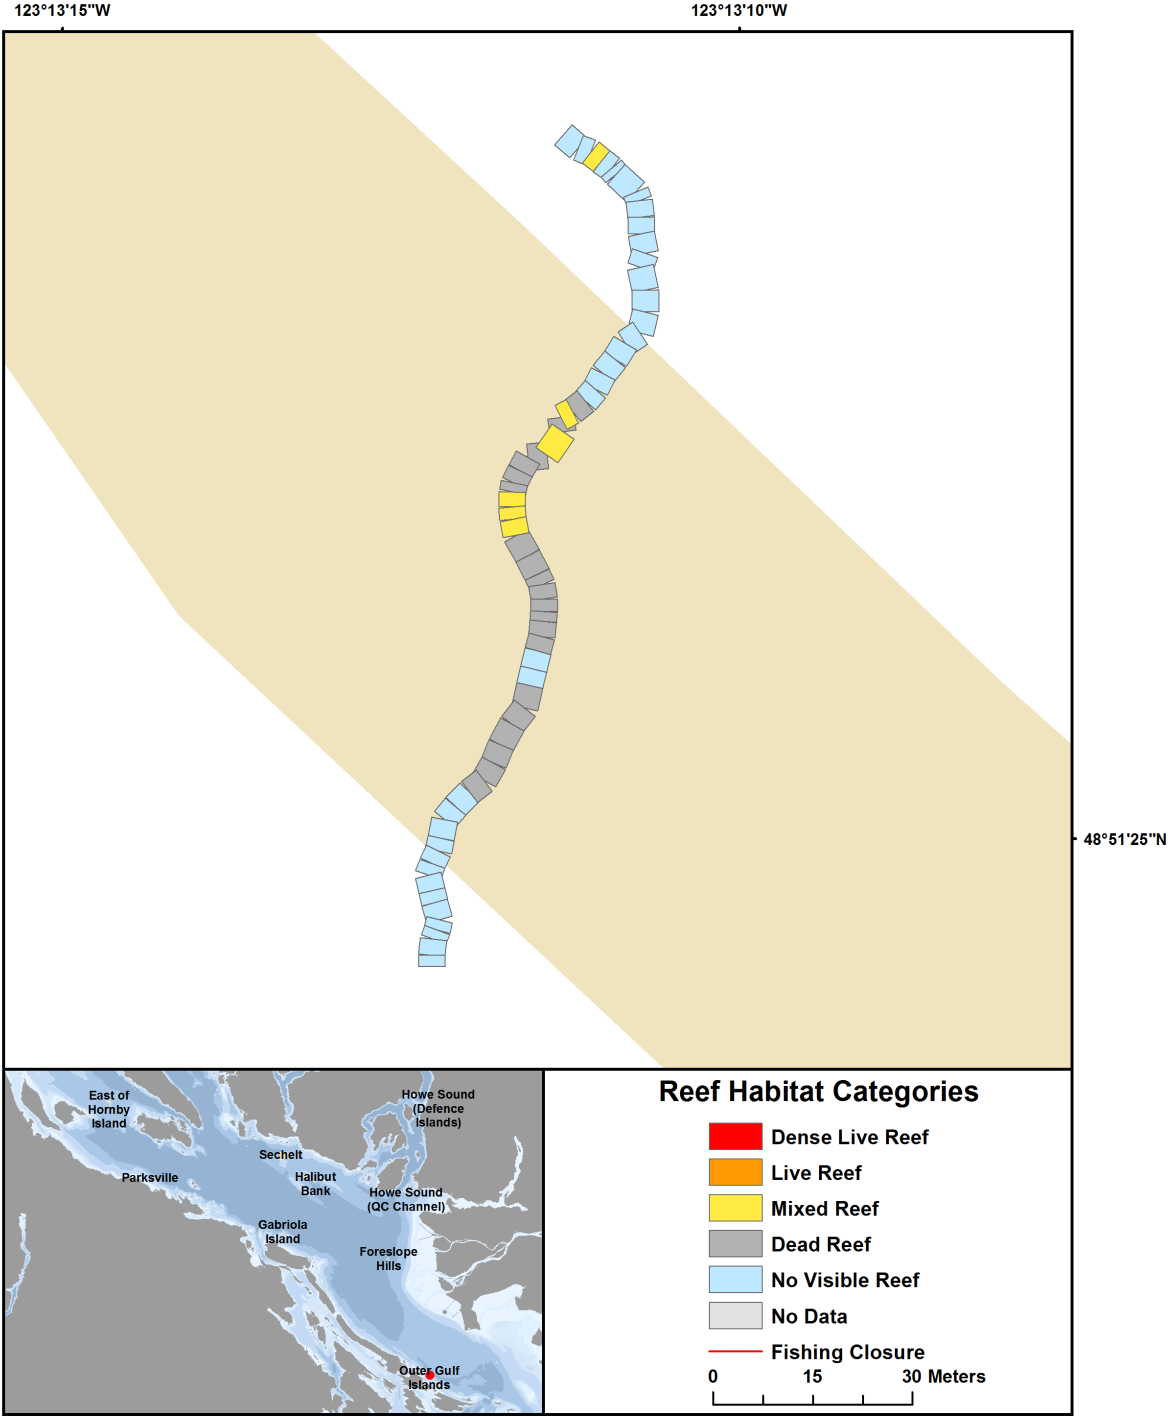 123°13'15"W
123°13'10"W
48°51'25"N
East of
Hornby
Island
Howe Sound
(Defence
Islands)
Sechelt
Parksville
Halibut
Bank
Howe Sound
(QC Channel)
Gabriola
Island
Foreslope
Hills
Outer Gulf
Islands
Reef Habitat Categories
Dense Live Reef
Live Reef
Mixed Reef
Dead Reef
No Visible Reef
No Data
Fishing Closure
0 15 30 Meters